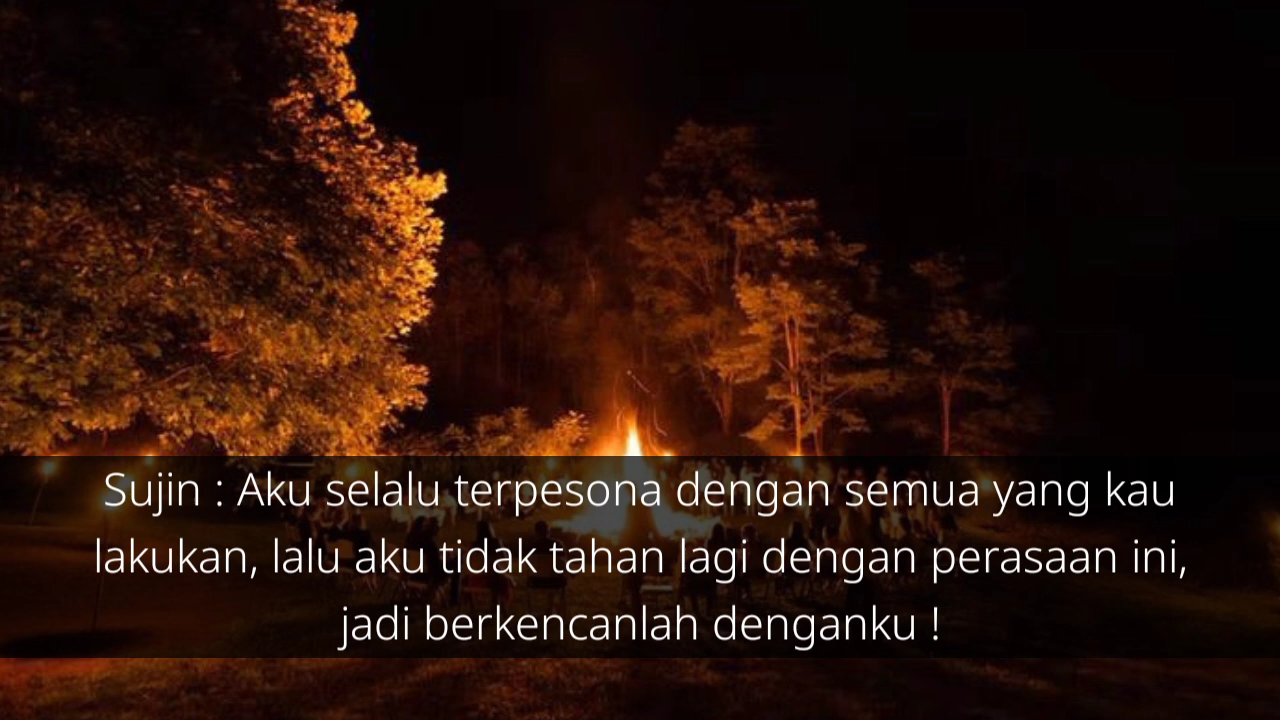 Sujin : Aku selalu terpesona dengan semua yang kau
lakukan, lalu aku tidak tahan lagi dengan perasaan ini,
jadi berkencanlah denganku !